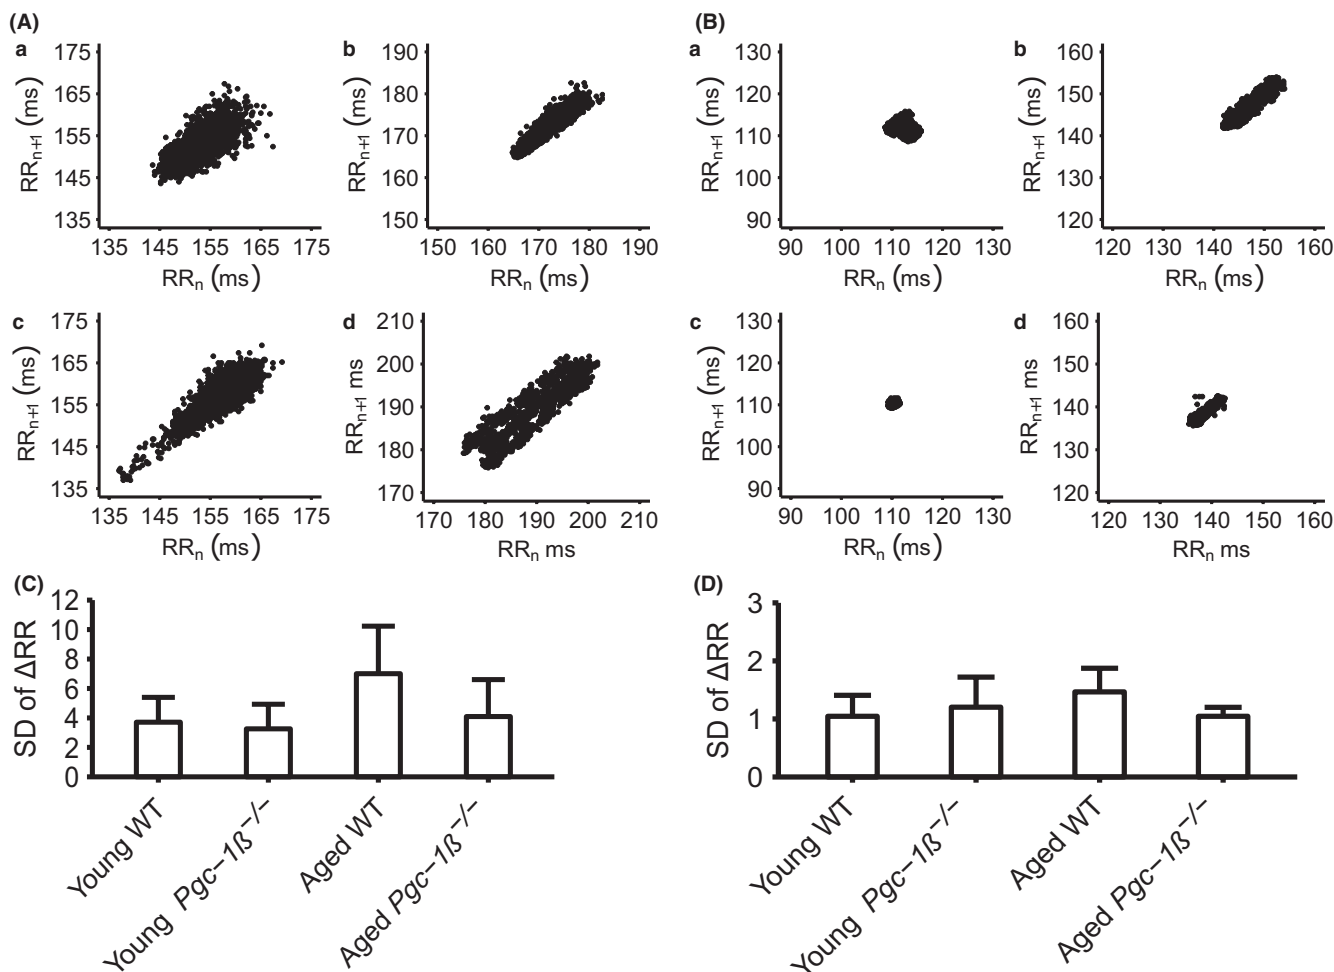 (A)
a
RRn+1 (ms)
175
165
155
145
135
135 145 155 165 175
RRn (ms)
b
RRn+1 (ms)
190
180
170
160
150
150 160 170 180 190
RRn (ms)
c
RRn+1 (ms)
175
165
155
145
135
135 145 155 165 175
RRn (ms)
d
RRn+1 ms
210
200
190
180
170
170 180 190 200 210
RRn ms
(B)
a
RRn+1 (ms)
130
120
110
100
90
90 100 110 120 130
RRn (ms)
b
RRn+1 (ms)
160
150
140
130
120
120 130 140 150 160
RRn (ms)
c
RRn+1 (ms)
130
120
110
100
90
90 100 110 120 130
RRn (ms)
d
RRn+1 ms
160
150
140
130
120
120 130 140 150 160
RRn ms
(C)
SD of ΔRR
12
10
8
6
4
2
0
Young WT
Young Pgc−1ß−/−
Aged WT
Aged Pgc−1ß−/−
(D)
SD of ΔRR
3
2
1
0
Young WT
Young Pgc−1ß−/−
Aged WT
Aged Pgc−1ß−/−